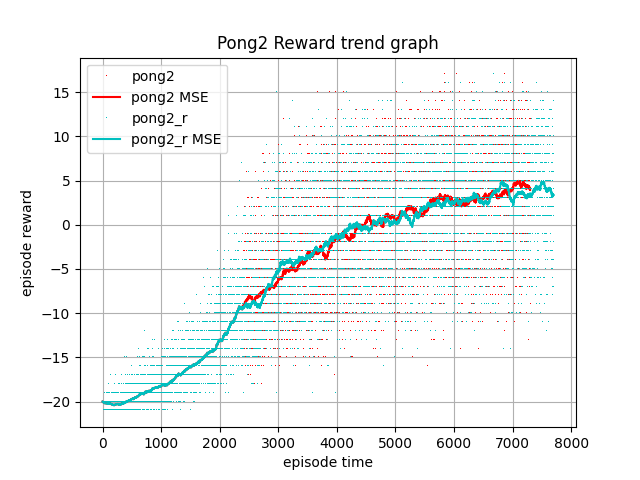 Pong2 Reward trend graph
pong2
pong2 MSE
pong2_r
pong2_r MSE
15
10
5
0
−5
−10
−15
−20
episode reward
0 1000 2000 3000 4000 5000 6000 7000 8000
episode time